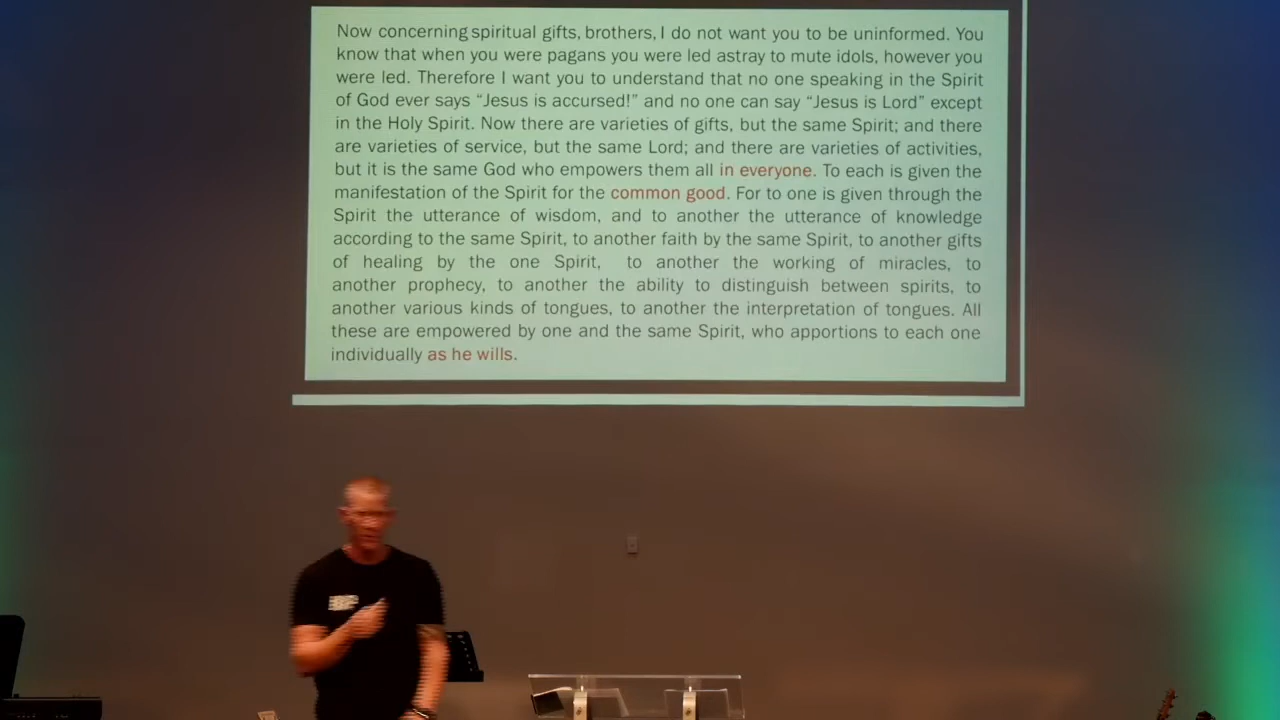 Now concerning spiritual gifts, brothers, I do not want you to be uninformed. You
know that when you were pagans you were led astray to mute idols, however you
were led. Therefore I want you to understand that no one speaking in the Spirit
of God ever says “Jesus is accursed!” and no one can say “Jesus is Lord” except
in the Holy Spirit. Now there are varieties of gifts, but the same Spirit; and there
are varieties of service, but the same Lord; and there are varieties of activities,
but it is the same God who empowers them all in everyone. To each is given the
manifestation of the Spirit for the common good. For to one is given through the
Spirit the utterance of wisdom, and to another the utterance of knowledge
according to the same Spirit, to another faith by the same Spirit, to another gifts
of healing by the one Spirit, to another the working of miracles, to
another prophecy, to another the ability to distinguish between spirits, to
another various kinds of tongues, to another the interpretation of tongues. All
these are empowered by one and the same Spirit, who apportions to each one
individually as he wills.